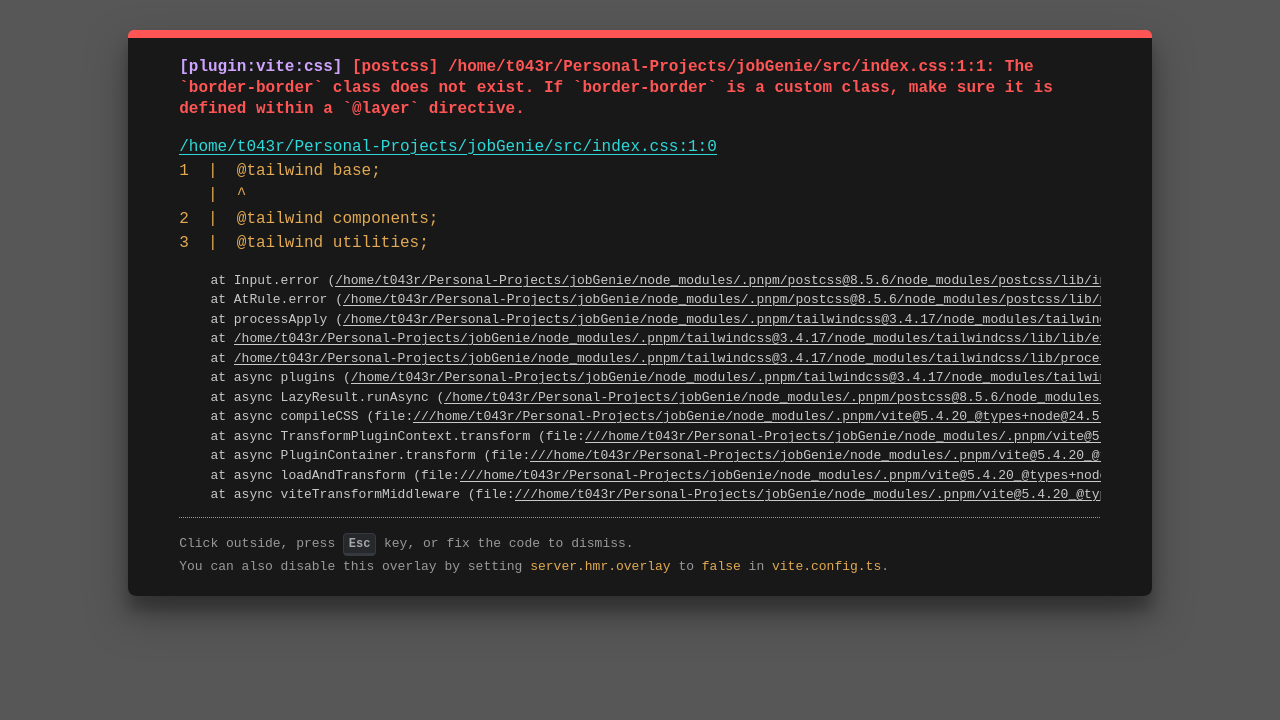 [plugin:vite:css] [postcss] /home/t043r/Personal-Projects/jobGenie/src/index.css:1:1: The
`border-border` class does not exist. If `border-border` is a custom class, make sure it is
defined within a `@layer` directive.
/home/t043r/Personal-Projects/jobGenie/src/index.css:1:0
1  |  @tailwind base;
   |  ^
2  |  @tailwind components;
3  |  @tailwind utilities;
    at Input.error (/home/t043r/Personal-Projects/jobGenie/node_modules/.pnpm/postcss@8.5.6/node_modules/postcss/lib/
    at AtRule.error (/home/t043r/Personal-Projects/jobGenie/node_modules/.pnpm/postcss@8.5.6/node_modules/postcss/lib/
    at processApply (/home/t043r/Personal-Projects/jobGenie/node_modules/.pnpm/tailwindcss@3.4.17/node_modules/tailwind
    at /home/t043r/Personal-Projects/jobGenie/node_modules/.pnpm/tailwindcss@3.4.17/node_modules/tailwindcss/lib/lib/e
    at /home/t043r/Personal-Projects/jobGenie/node_modules/.pnpm/tailwindcss@3.4.17/node_modules/tailwindcss/lib/proce
    at async plugins (/home/t043r/Personal-Projects/jobGenie/node_modules/.pnpm/tailwindcss@3.4.17/node_modules/tailwi
    at async LazyResult.runAsync (/home/t043r/Personal-Projects/jobGenie/node_modules/.pnpm/postcss@8.5.6/node_modules
    at async compileCSS (file:///home/t043r/Personal-Projects/jobGenie/node_modules/.pnpm/vite@5.4.20_@types+node@24.5
    at async TransformPluginContext.transform (file:///home/t043r/Personal-Projects/jobGenie/node_modules/.pnpm/vite@5
    at async PluginContainer.transform (file:///home/t043r/Personal-Projects/jobGenie/node_modules/.pnpm/vite@5.4.20_@
    at async loadAndTransform (file:///home/t043r/Personal-Projects/jobGenie/node_modules/.pnpm/vite@5.4.20_@types+node
    at async viteTransformMiddleware (file:///home/t043r/Personal-Projects/jobGenie/node_modules/.pnpm/vite@5.4.20_@typ
Click outside, press Esc key, or fix the code to dismiss.
You can also disable this overlay by setting server.hmr.overlay to false in vite.config.ts.